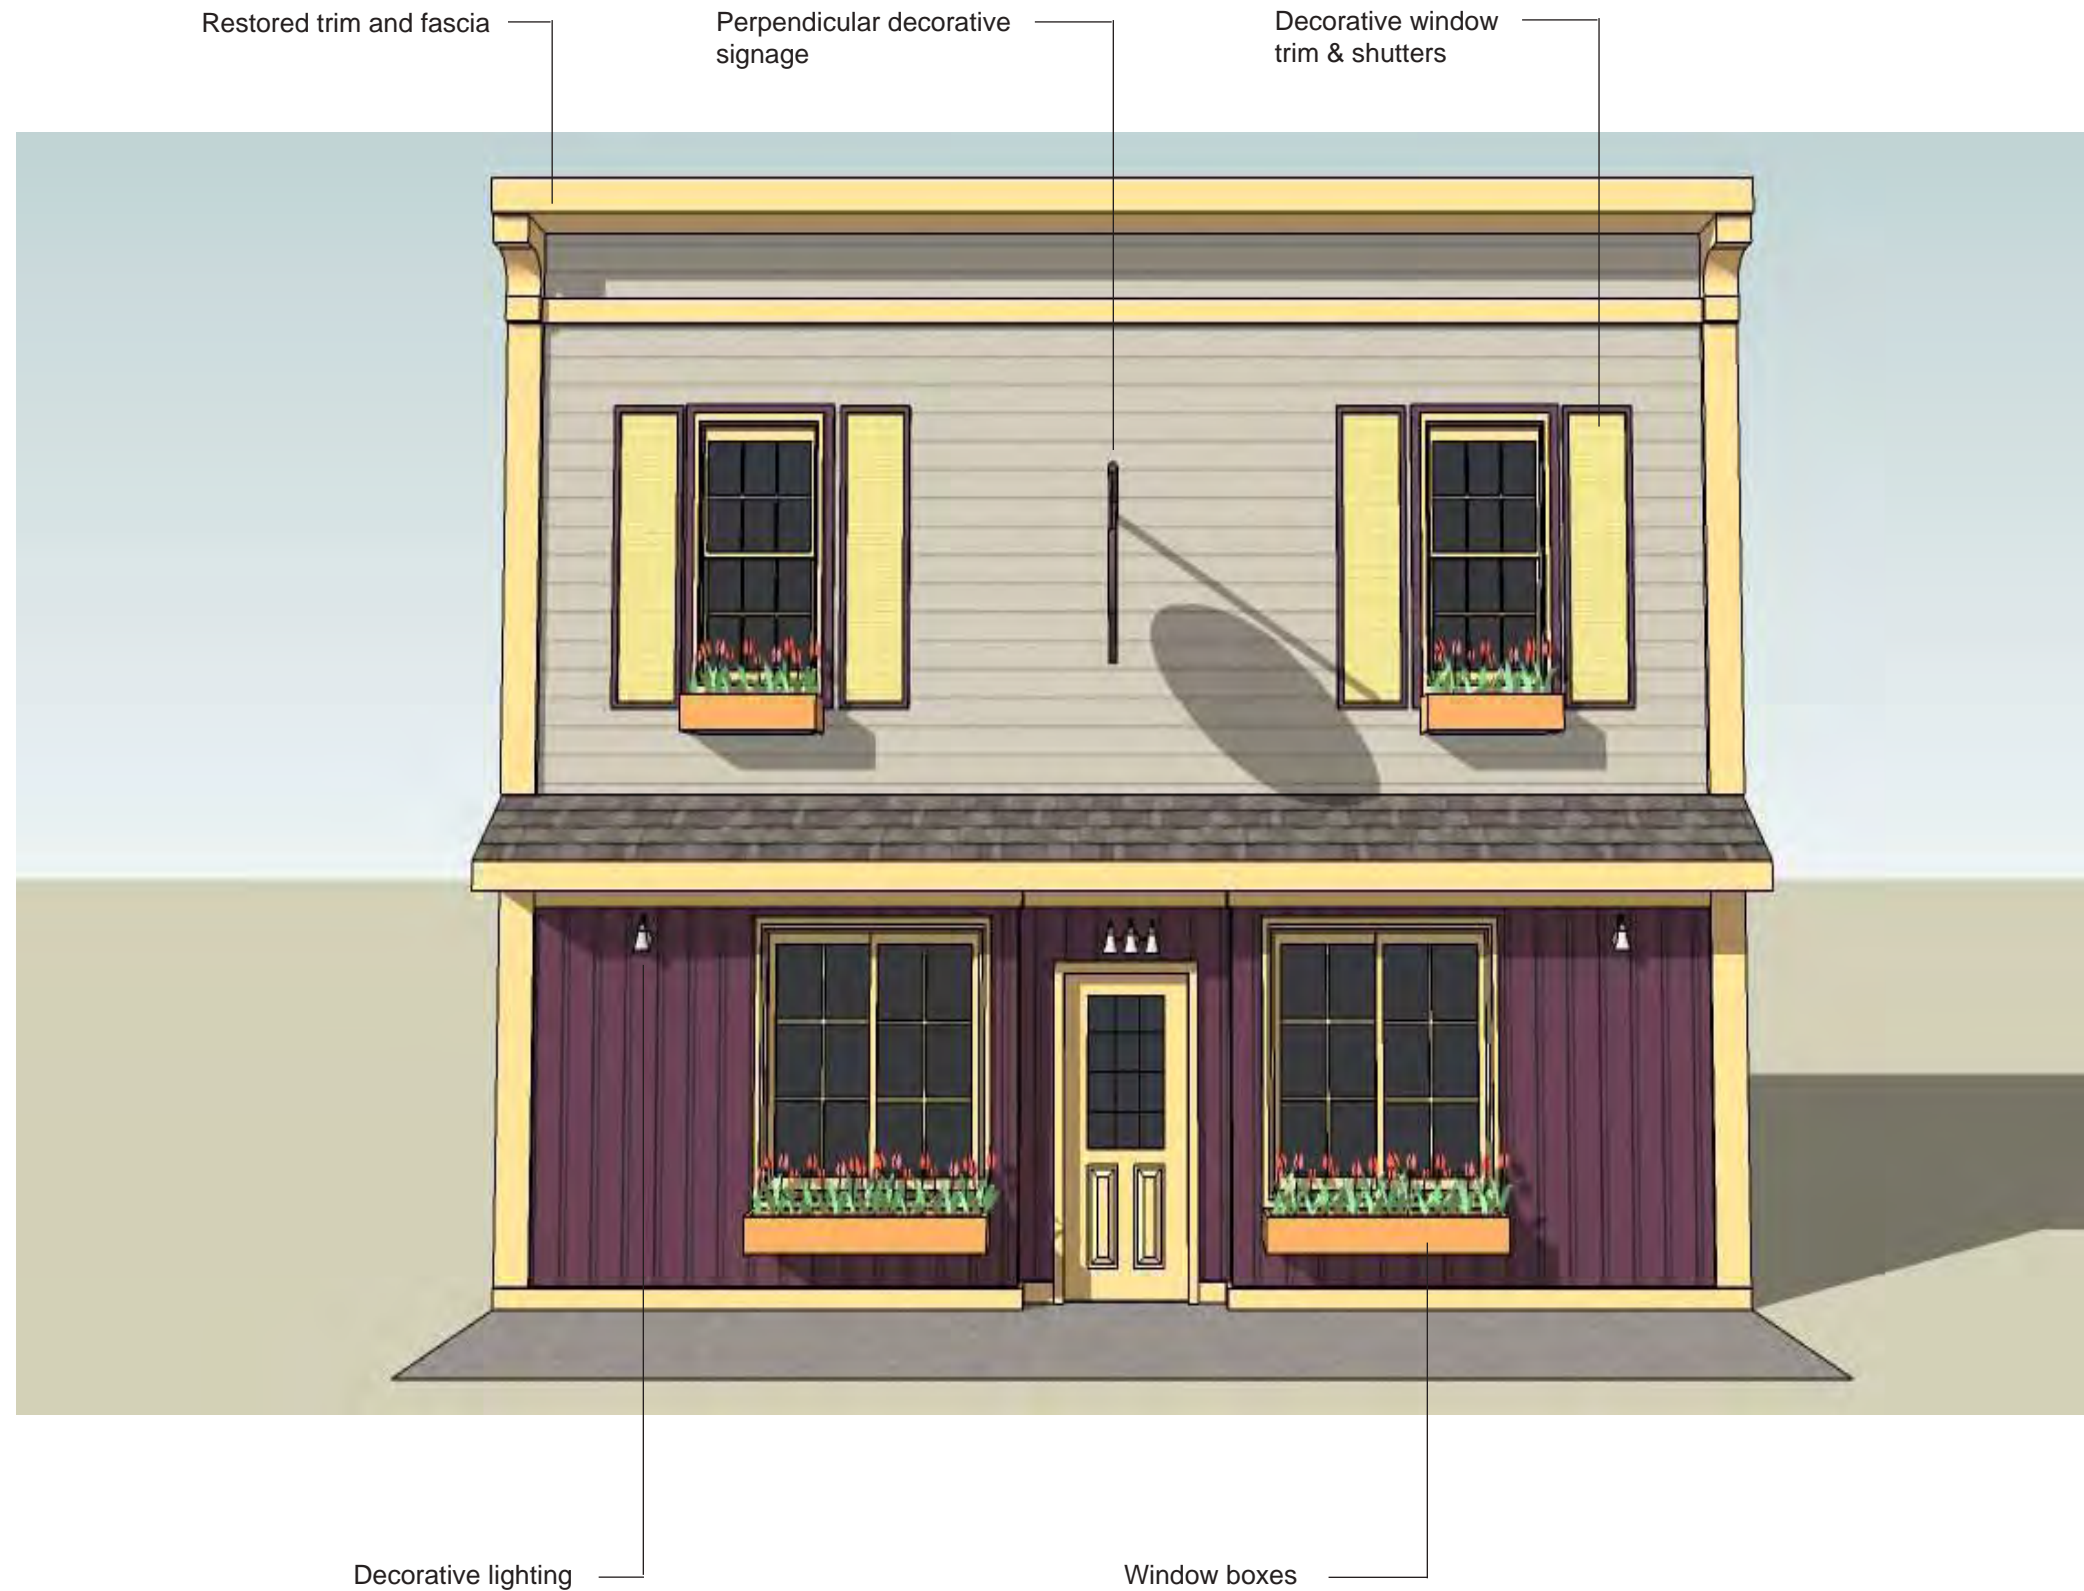 Restored trim and fascia
Perpendicular decorative
signage
Decorative window
trim & shutters
Decorative lighting
Window boxes